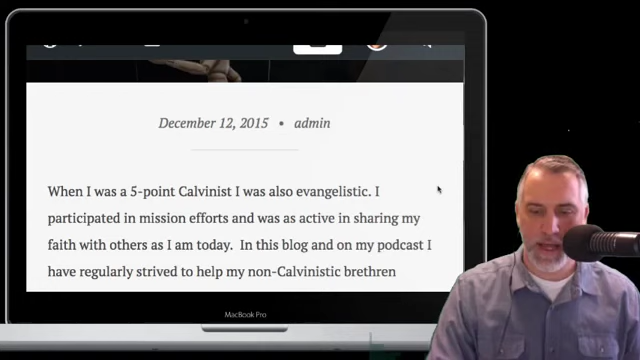 December 12, 2015 • admin
When I was a 5-point Calvinist I was also evangelistic. I
participated in mission efforts and was as active in sharing my
faith with others as I am today. In this blog and on my podcast I
have regularly strived to help my non-Calvinistic brethren
MacBook Pro